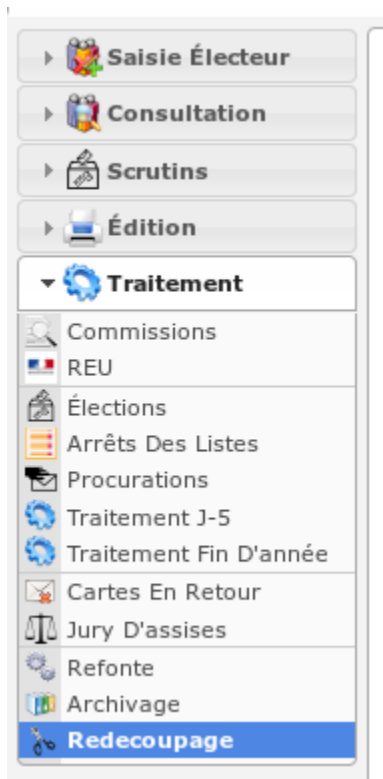 Saisie Électeur
Consultation
Scrutins
Édition
Traitement
Commissions
REU
Élections
Arrêts Des Listes
Procurations
Traitement J-5
Traitement Fin D'année
Cartes En Retour
Jury D'assises
Refonte
Archivage
Redecoupage